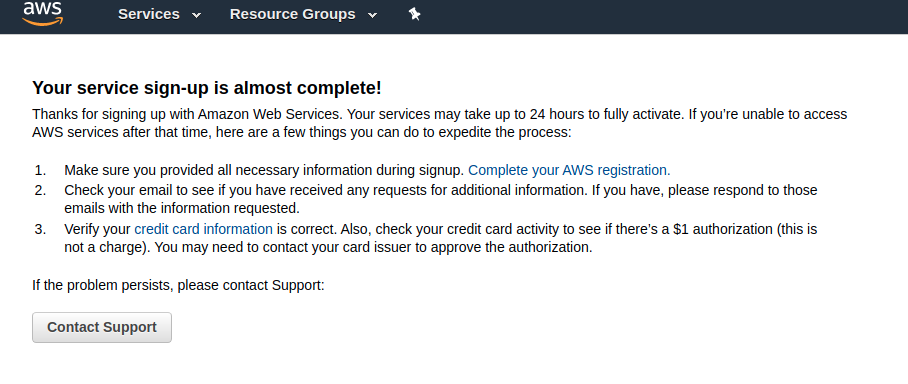 aws Services Resource Groups
Your service sign-up is almost complete!
Thanks for signing up with Amazon Web Services. Your services may take up to 24 hours to fully activate. If you’re unable to access
AWS services after that time, here are a few things you can do to expedite the process:
1. Make sure you provided all necessary information during signup. Complete your AWS registration.
2. Check your email to see if you have received any requests for additional information. If you have, please respond to those
emails with the information requested.
3. Verify your credit card information is correct. Also, check your credit card activity to see if there’s a $1 authorization (this is
not a charge). You may need to contact your card issuer to approve the authorization.
If the problem persists, please contact Support:
Contact Support